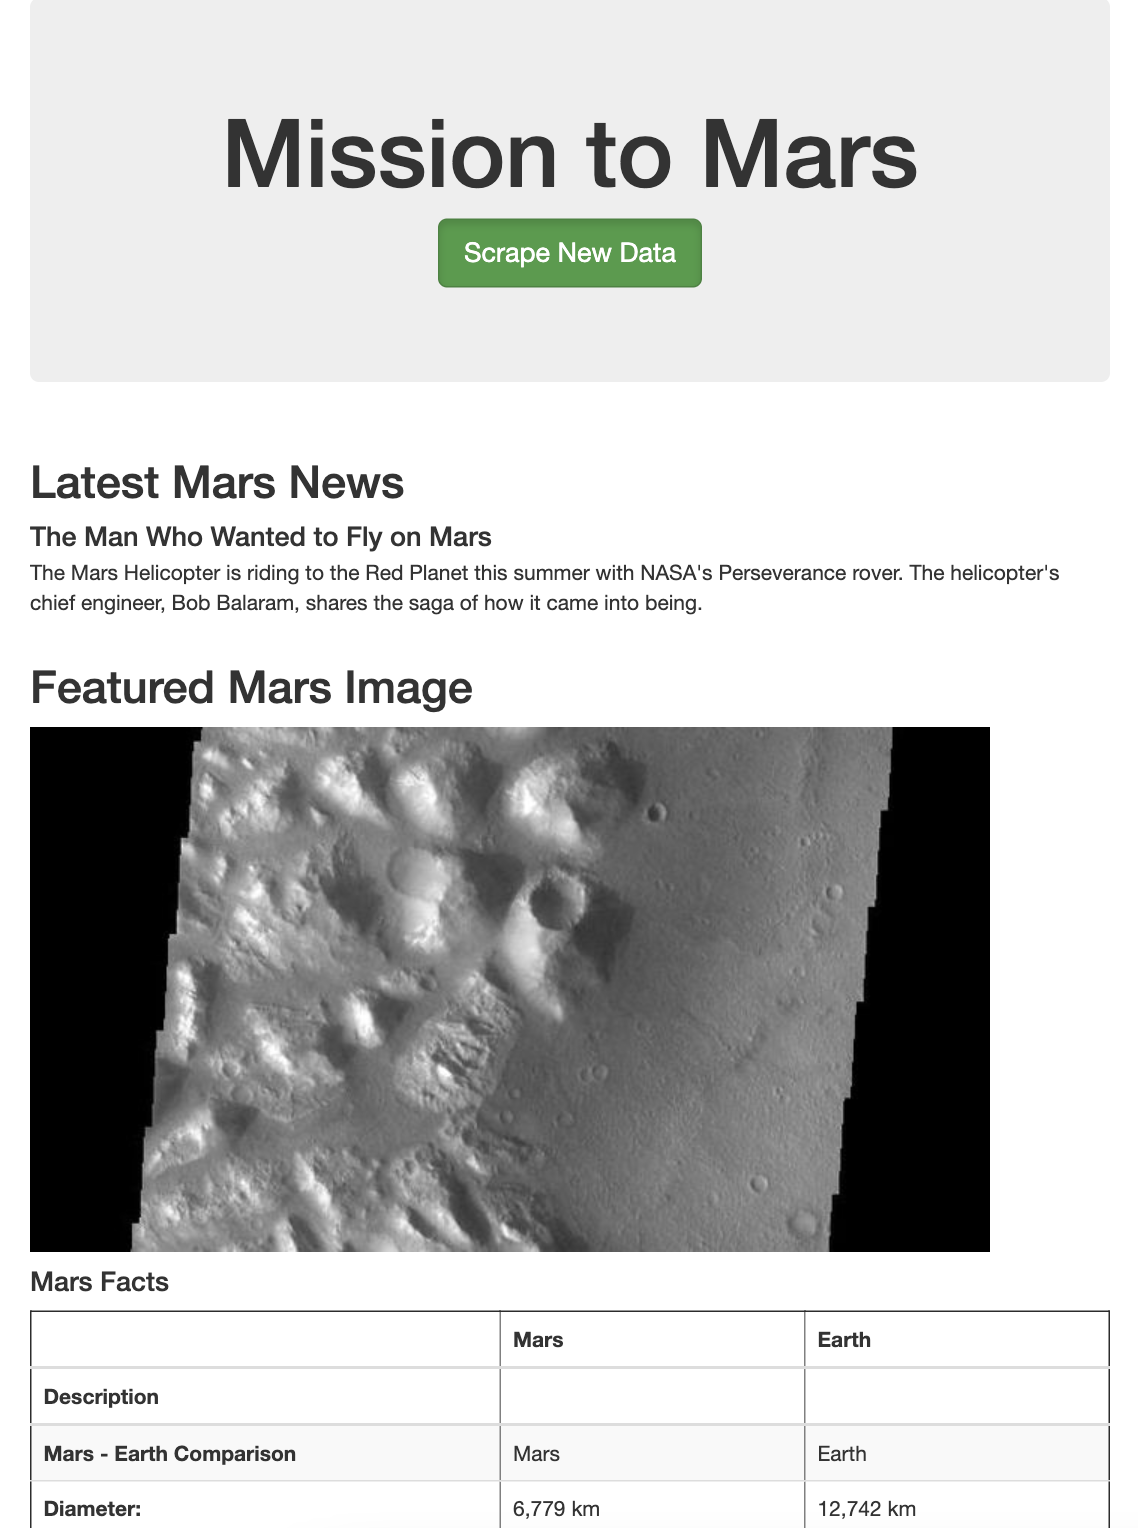 Mission to Mars
Scrape New Data
Latest Mars News
The Man Who Wanted to Fly on Mars
The Mars Helicopter is riding to the Red Planet this summer with NASA's Perseverance rover. The helicopter's
chief engineer, Bob Balaram, shares the saga of how it came into being.
Featured Mars Image
Mars Facts
Mars Earth
Description
Mars - Earth Comparison Mars Earth
Diameter: 6,779 km 12,742 km